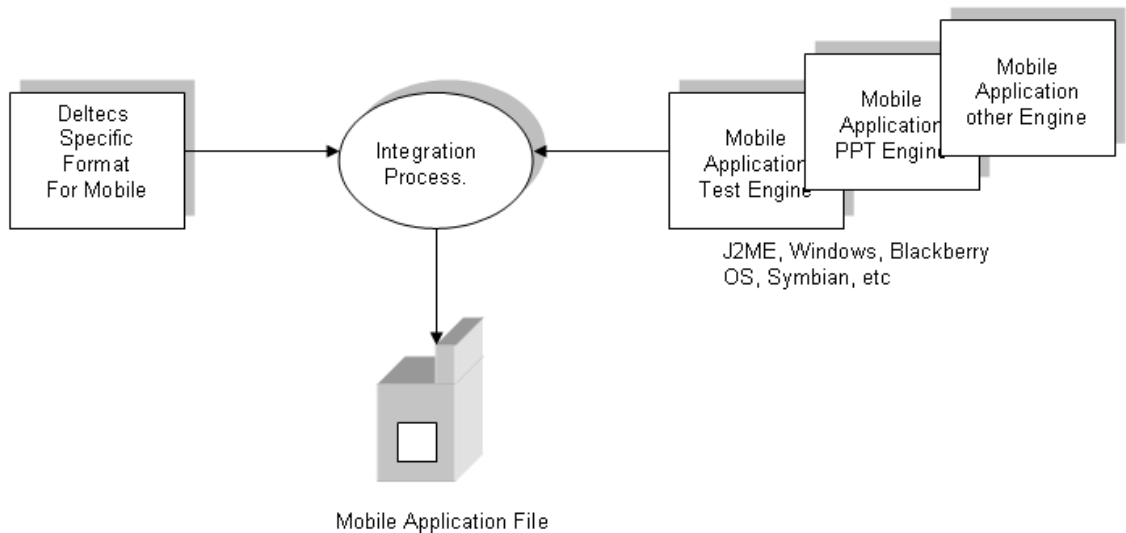 Deltecs
Specific
Format
For Mobile
Integration
Process.
Mobile
Application
Test Engine
Mobile
Application
PPT Engine
Mobile
Application
other Engine
J2ME, Windows, Blackberry
OS, Symbian, etc
Mobile Application File